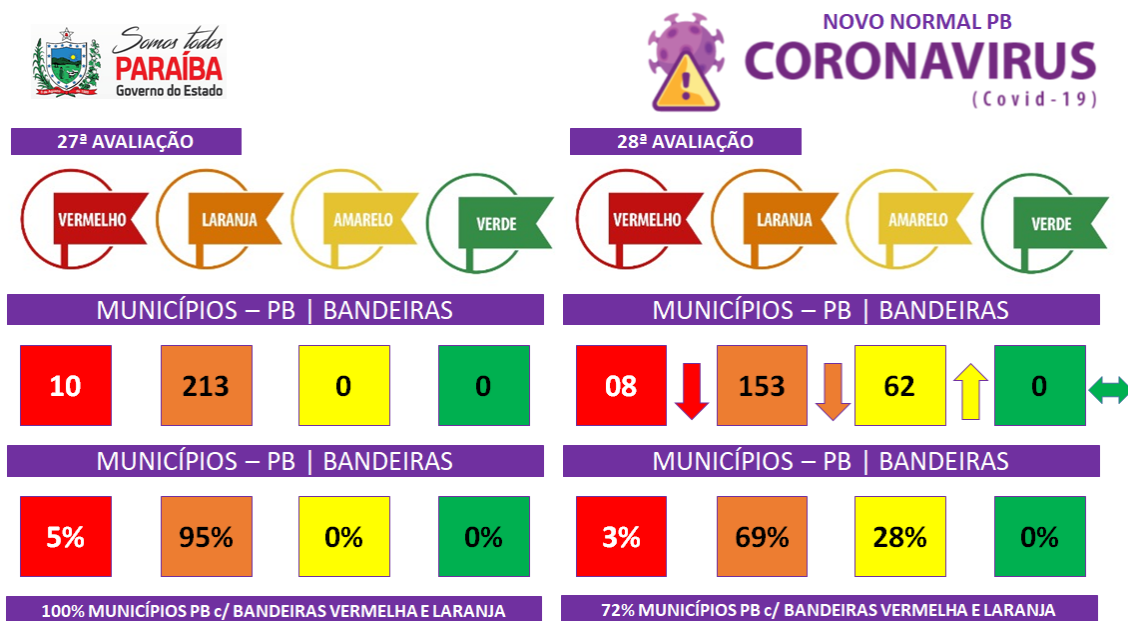 Somos todos
PARAÍBA
Governo do Estado
NOVO NORMAL PB
CORONAVIRUS
(Covid-19)
27ª AVALIAÇÃO
VERMELHO LARANJA AMARELO VERDE
MUNICÍPIOS – PB | BANDEIRAS
10 213 0 0
MUNICÍPIOS – PB | BANDEIRAS
5% 95% 0% 0%
100% MUNICÍPIOS PB c/ BANDEIRAS VERMELHA E LARANJA
28ª AVALIAÇÃO
VERMELHO LARANJA AMARELO VERDE
MUNICÍPIOS – PB | BANDEIRAS
08 153 62 0
MUNICÍPIOS – PB | BANDEIRAS
3% 69% 28% 0%
72% MUNICÍPIOS PB c/ BANDEIRAS VERMELHA E LARANJA